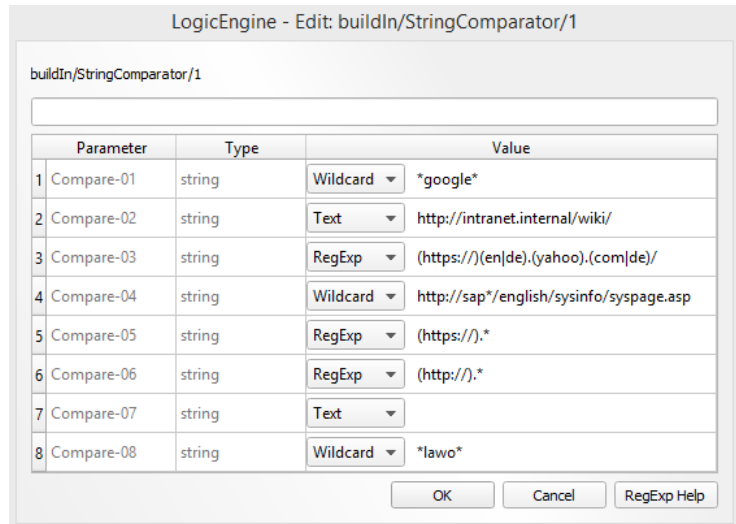 LogicEngine - Edit: buildIn/StringComparator/1
buildIn/StringComparator/1
Parameter Type Value
1 Compare-01 string Wildcard *google*
2 Compare-02 string Text http://intranet.internal/wiki/
3 Compare-03 string RegExp (https://)(en|de).(yahoo).(com|de)/
4 Compare-04 string Wildcard http://sap*/english/sysinfo/syspage.asp
5 Compare-05 string RegExp (https://).*
6 Compare-06 string RegExp (http://).*
7 Compare-07 string Text
8 Compare-08 string Wildcard *lawo*
OK Cancel RegExp Help